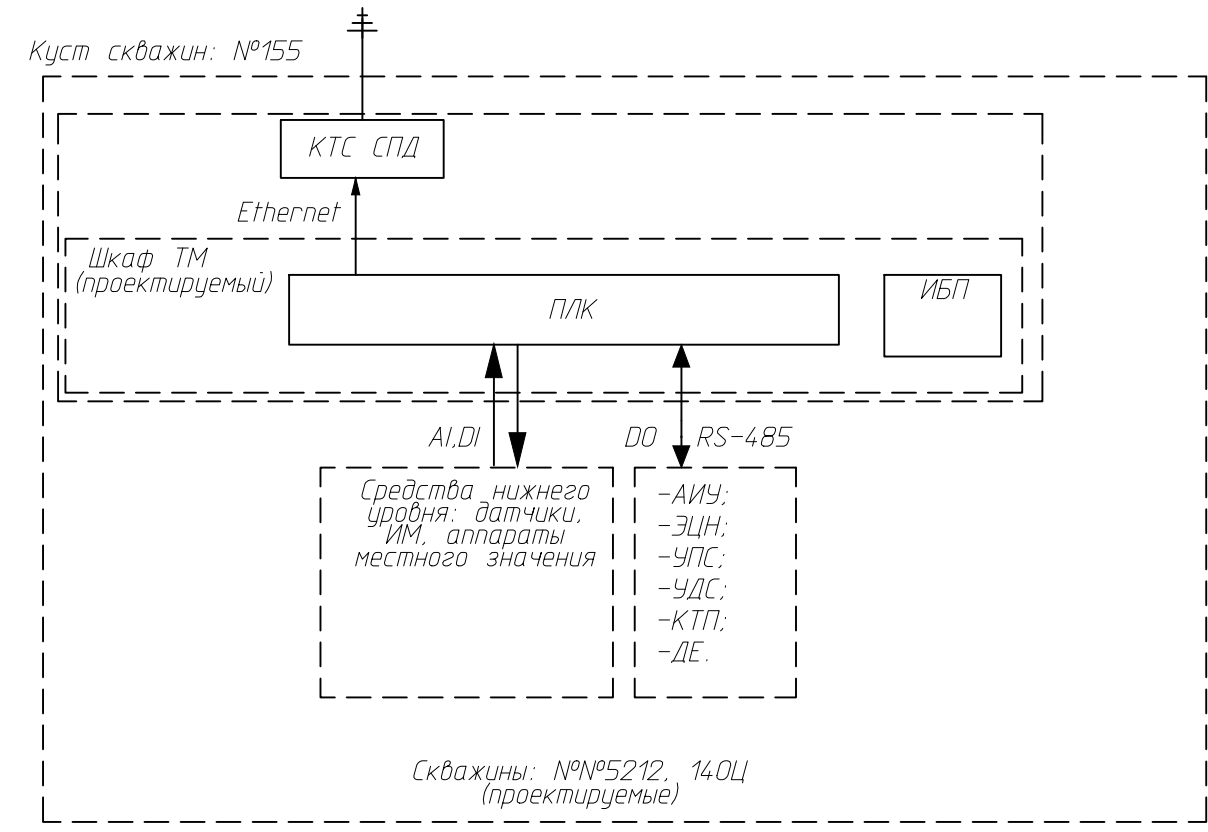 Куст скважин: №155
КТС СПД
Ethernet
Шкаф ТМ
(проектируемый)
ПЛК
ИБП
AI,DI
DO
RS-485
Средства нижнего
уровня: датчики,
ИМ, аппараты
местного значения
-АИУ;
-ЭЦН;
-УПС;
-УДС;
-КТП;
-ДЕ.
Скважины: №№5212, 140Ц
(проектируемые)